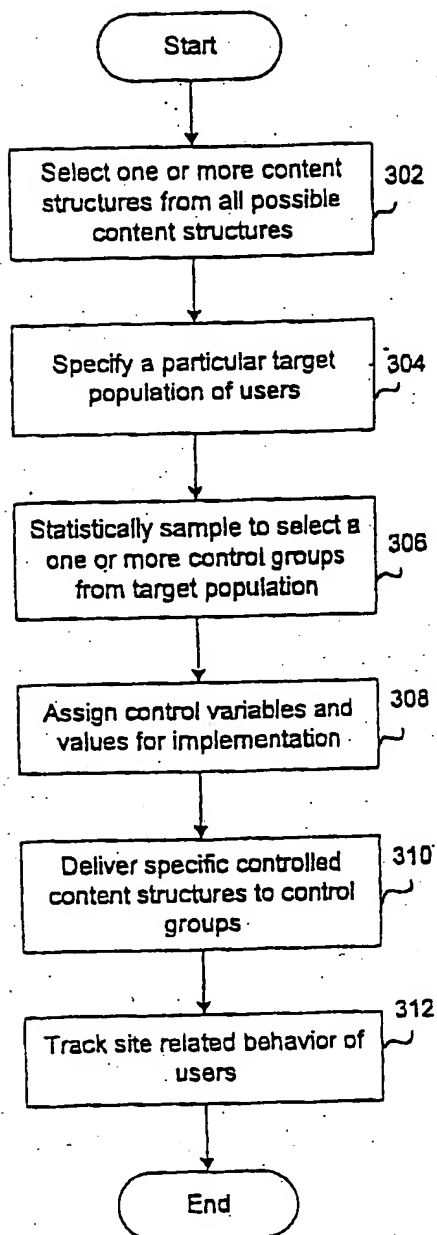 Start
Select one or more content
structures from all possible
content structures
302
Specify a particular target
population of users
304
Statistically sample to select a
one or more control groups
from target population
306
Assign control variables and
values for implementation
308
Deliver specific controlled
content structures to control
groups
310
Track site related behavior of
users
312
End